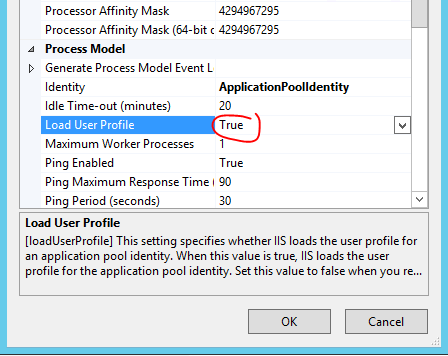 Processor Affinity Mask 4294967295
Processor Affinity Mask (64-bit o 4294967295
Process Model
Generate Process Model Event L
Identity ApplicationPoolIdentity
Idle Time-out (minutes) 20
Load User Profile True
Maximum Worker Processes 1
Ping Enabled True
Ping Maximum Response Time ( 90
Ping Period (seconds) 30
Load User Profile
[loadUserProfile] This setting specifies whether IIS loads the user profile for
an application pool identity. When this value is true, IIS loads the user
profile for the application pool identity. Set this value to false when you re...
OK Cancel